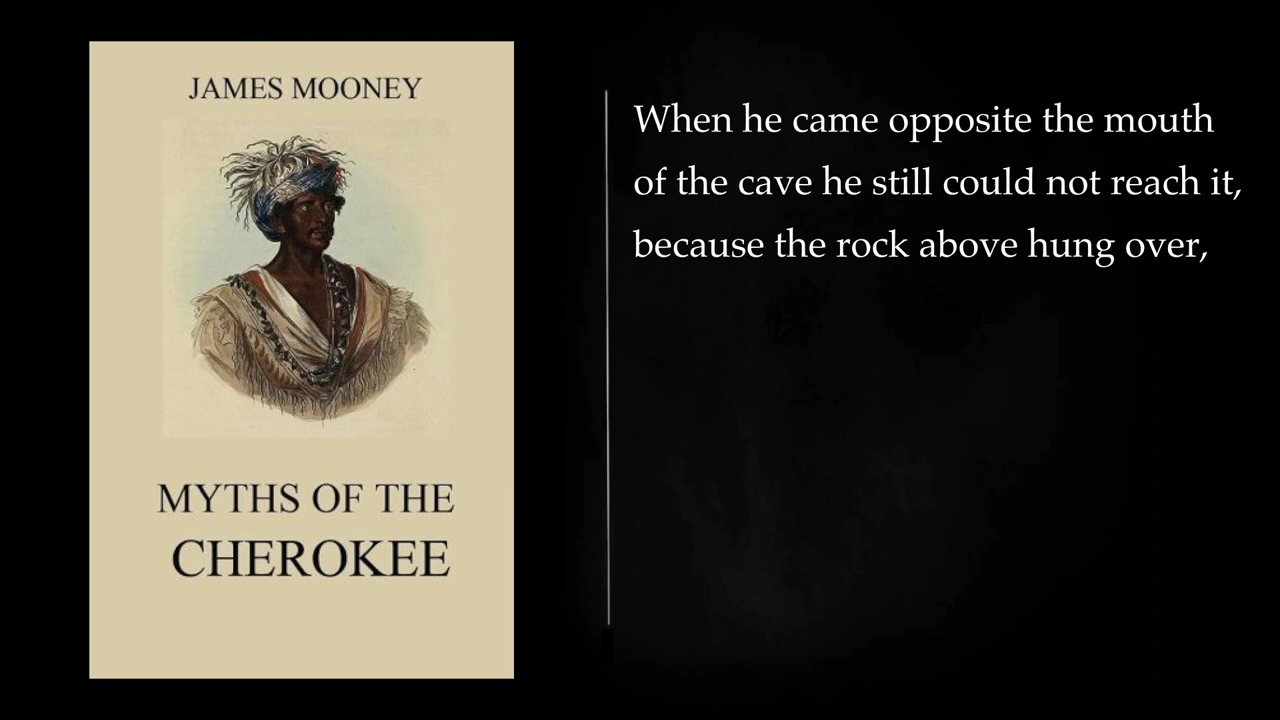 JAMES MOONEY
MYTHS OF THE
CHEROKEE
When he came opposite the mouth
of the cave he still could not reach it,
because the rock above hung over,